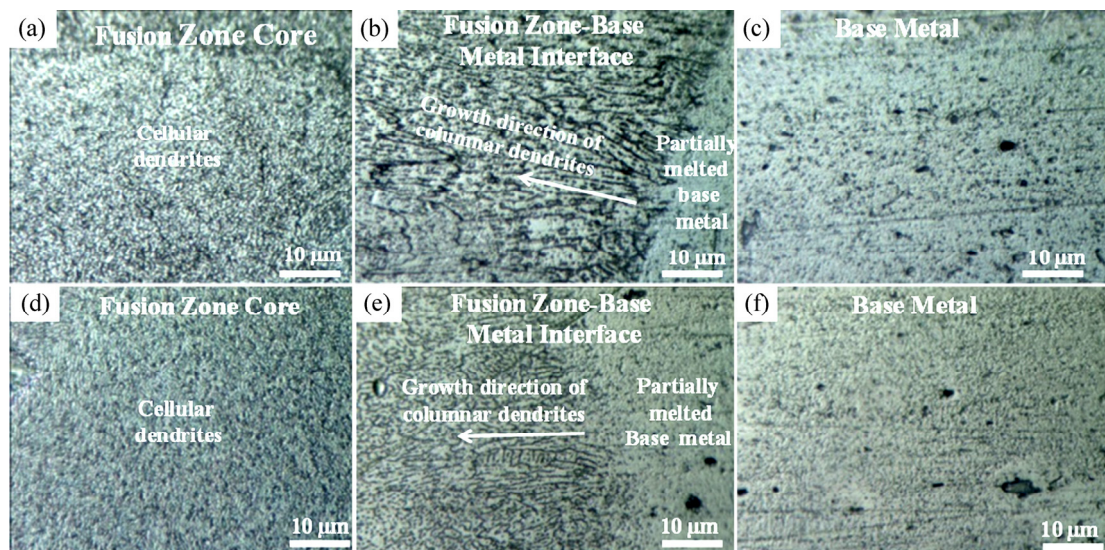 (a)
Fusion Zone Core
Cellular
dendrites
10 µm
(b)
Fusion Zone-Base
Metal Interface
Growth direction of
columnar dendrites
Partially
melted
base
metal
10 µm
(c)
Base Metal
10 µm
(d)
Fusion Zone Core
Cellular
dendrites
10 µm
(e)
Fusion Zone-Base
Metal Interface
Growth direction of
columnar dendrites
Partially
melted
Base metal
10 µm
(f)
Base Metal
10 µm